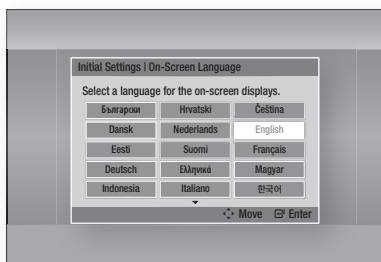 Initial Settings | On-Screen Language
Select a language for the on-screen displays.
Български Hrvatski Čeština
Dansk Nederlands English
Eesti Suomi Français
Deutsch Ελληνικά Magyar
Indonesia Italiano 한국어
Move Enter